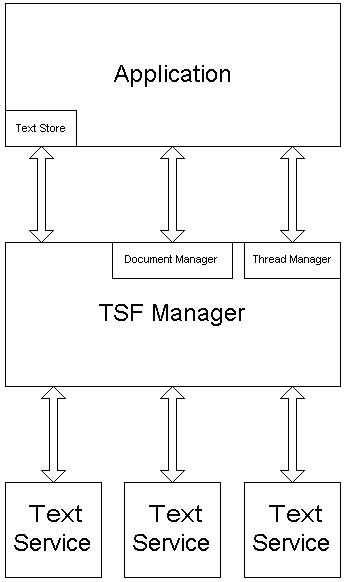 Application
Text Store
Document Manager
Thread Manager
TSF Manager
Text
Service
Text
Service
Text
Service